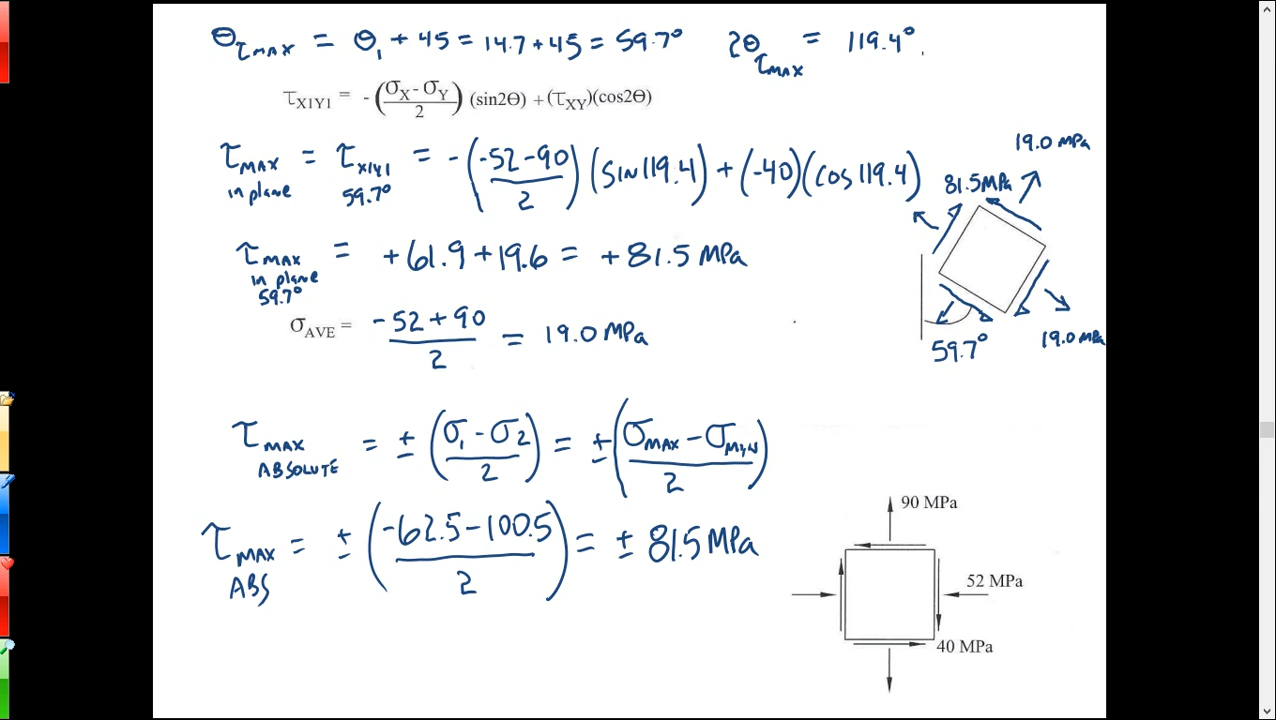 θτMAX = θ1 + 45 = 14.7 + 45 = 59.7° 2θτMAX = 119.4°
τX1Y1 = -(σX - σY / 2) (sin2Θ) + (τXY)(cos2Θ)
19.0 MPa
τMAX in plane = τX1Y1 59.7° = -(-52-90 / 2)(sin 119.4) + (-40)(cos 119.4)
81.5 MPa
τMAX in plane 59.7° = +61.9 + 19.6 = +81.5 MPa
σAVE = -52 + 90 / 2 = 19.0 MPa
59.7°
19.0 MPa
τMAX ABSOLUTE = ±(σ1 - σ2 / 2) = ±(σMAX - σMIN / 2)
τMAX ABS = ±(-62.5 - 100.5 / 2) = ± 81.5 MPa
90 MPa
52 MPa
40 MPa